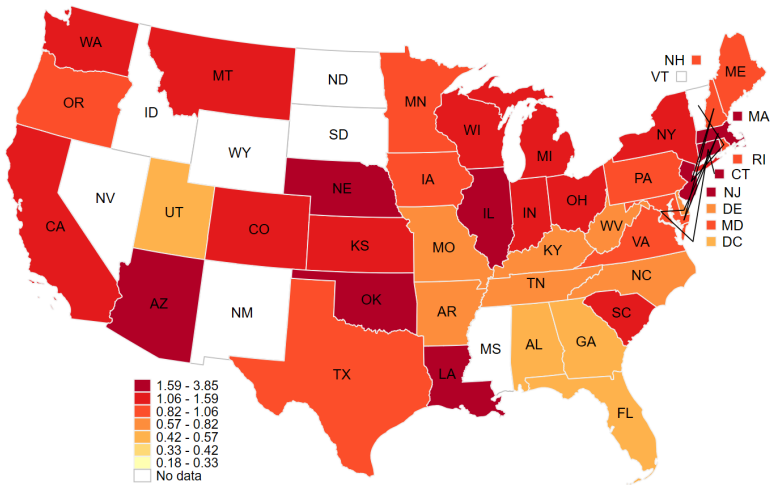 WA
MT
ND
MN
NH
ME
VT
OR
ID
SD
WI
MI
NY
MA
WY
RI
NE
IA
PA
CT
NV
UT
CO
IL
IN
OH
NJ
CA
KS
MO
KY
WV
VA
DE
MD
DC
AZ
NM
OK
AR
TN
NC
SC
TX
LA
MS
AL
GA
FL
1.59 - 3.85
1.06 - 1.59
0.82 - 1.06
0.57 - 0.82
0.42 - 0.57
0.33 - 0.42
0.18 - 0.33
No data